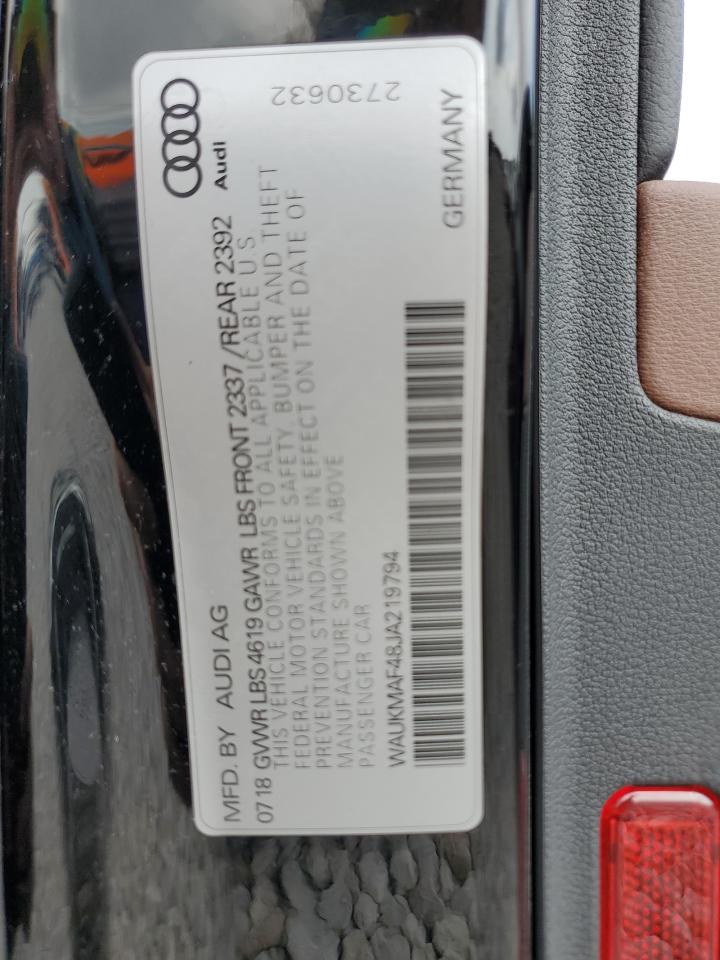 MFD. BY AUDI AG
07 18 GVWR LBS 4619 GAWR LBS FRONT 2337 /REAR 2392
THIS VEHICLE CONFORMS TO ALL APPLICABLE U.S.
FEDERAL MOTOR VEHICLE SAFETY, BUMPER AND THEFT
PREVENTION STANDARDS IN EFFECT ON THE DATE OF
MANUFACTURE SHOWN ABOVE
PASSENGER CAR
WAUKMAF48JA219794
Audi
2730632
GERMANY